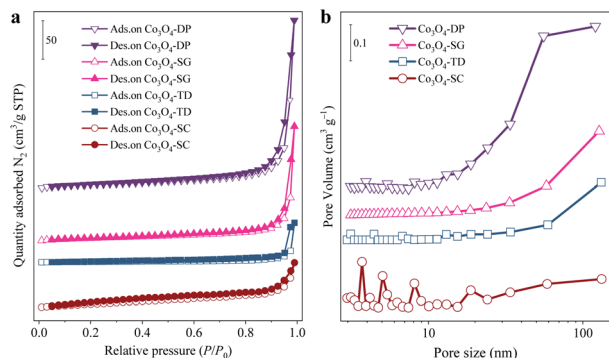 a
50
Ads.on Co₃O₄-DP
Des.on Co₃O₄-DP
Ads.on Co₃O₄-SG
Des.on Co₃O₄-SG
Ads.on Co₃O₄-TD
Des.on Co₃O₄-TD
Ads.on Co₃O₄-SC
Des.on Co₃O₄-SC
Quantity adsorbed N₂ (cm³/g STP)
0.0 0.2 0.4 0.6 0.8 1.0
Relative pressure (P/P₀)
b
0.1
Co₃O₄-DP
Co₃O₄-SG
Co₃O₄-TD
Co₃O₄-SC
Pore Volume (cm³ g⁻¹)
10 100
Pore size (nm)